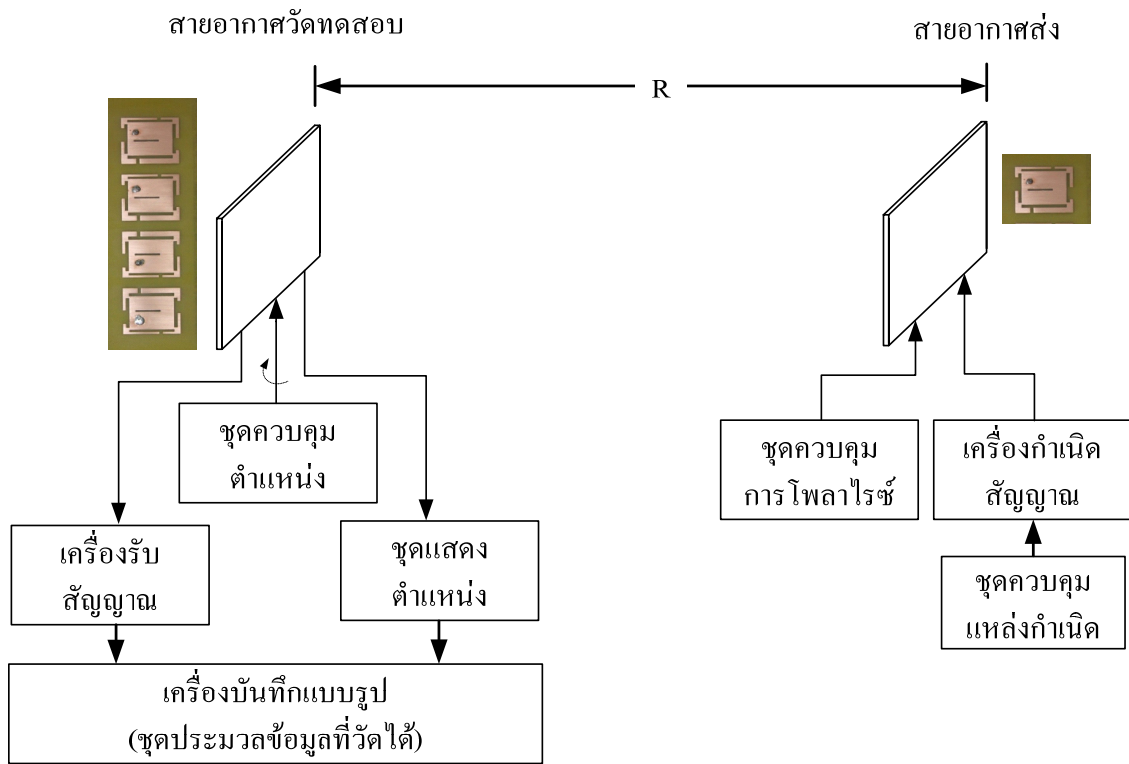 สายอากาศวัดทดสอบ
สายอากาศส่ง
R
ชุดควบคุม
ตำแหน่ง
ชุดควบคุม
การโพลาไรซ์
เครื่องกำเนิด
สัญญาณ
เครื่องรับ
สัญญาณ
ชุดแสดง
ตำแหน่ง
ชุดควบคุม
แหล่งกำเนิด
เครื่องบันทึกแบบรูป
(ชุดประมวลข้อมูลที่วัดได้)